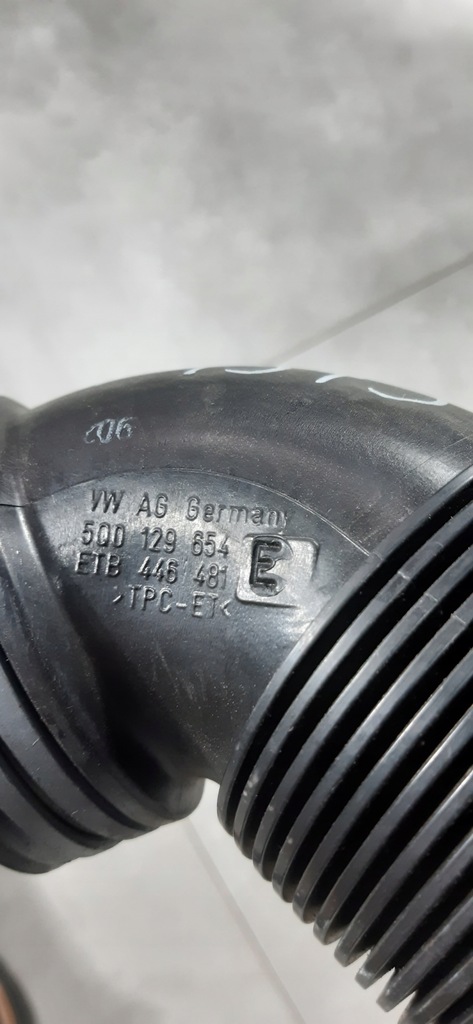 206
VW AG Germany
5Q0 129 654 E
ETB 446 481
>TPC-ET<